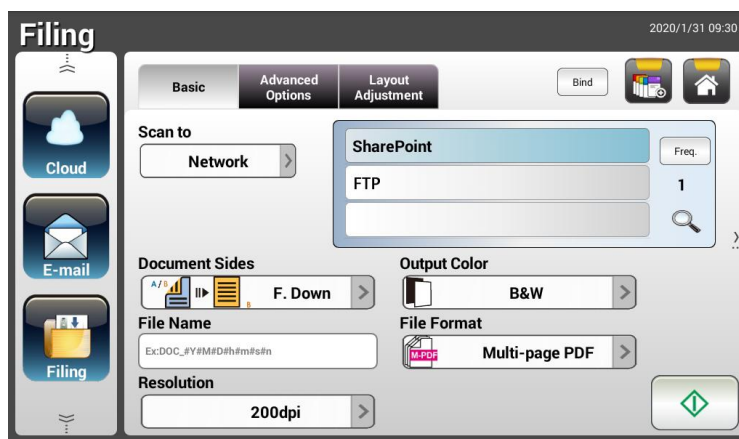 Filing
2020/1/31 09:30
Basic
Advanced
Options
Layout
Adjustment
Bind
Cloud
E-mail
Filing
Scan to
Network
SharePoint
FTP
Freq.
1
Document Sides
A/B
B
F. Down
Output Color
B&W
File Name
Ex:DOC_#Y#M#D#h#m#s#n
File Format
M-PDF
Multi-page PDF
Resolution
200dpi